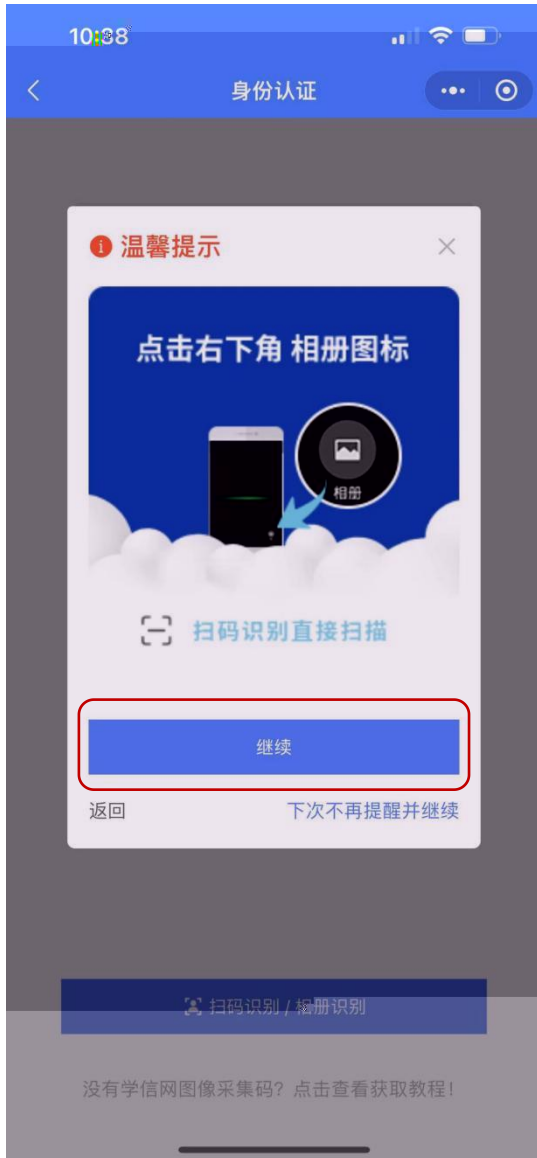 10:38
身份认证
温馨提示
点击右下角 相册图标
相册
扫码识别直接扫描
继续
返回
下次不再提醒并继续
扫码识别 / 相册识别
没有学信网图像采集码？点击查看获取教程！